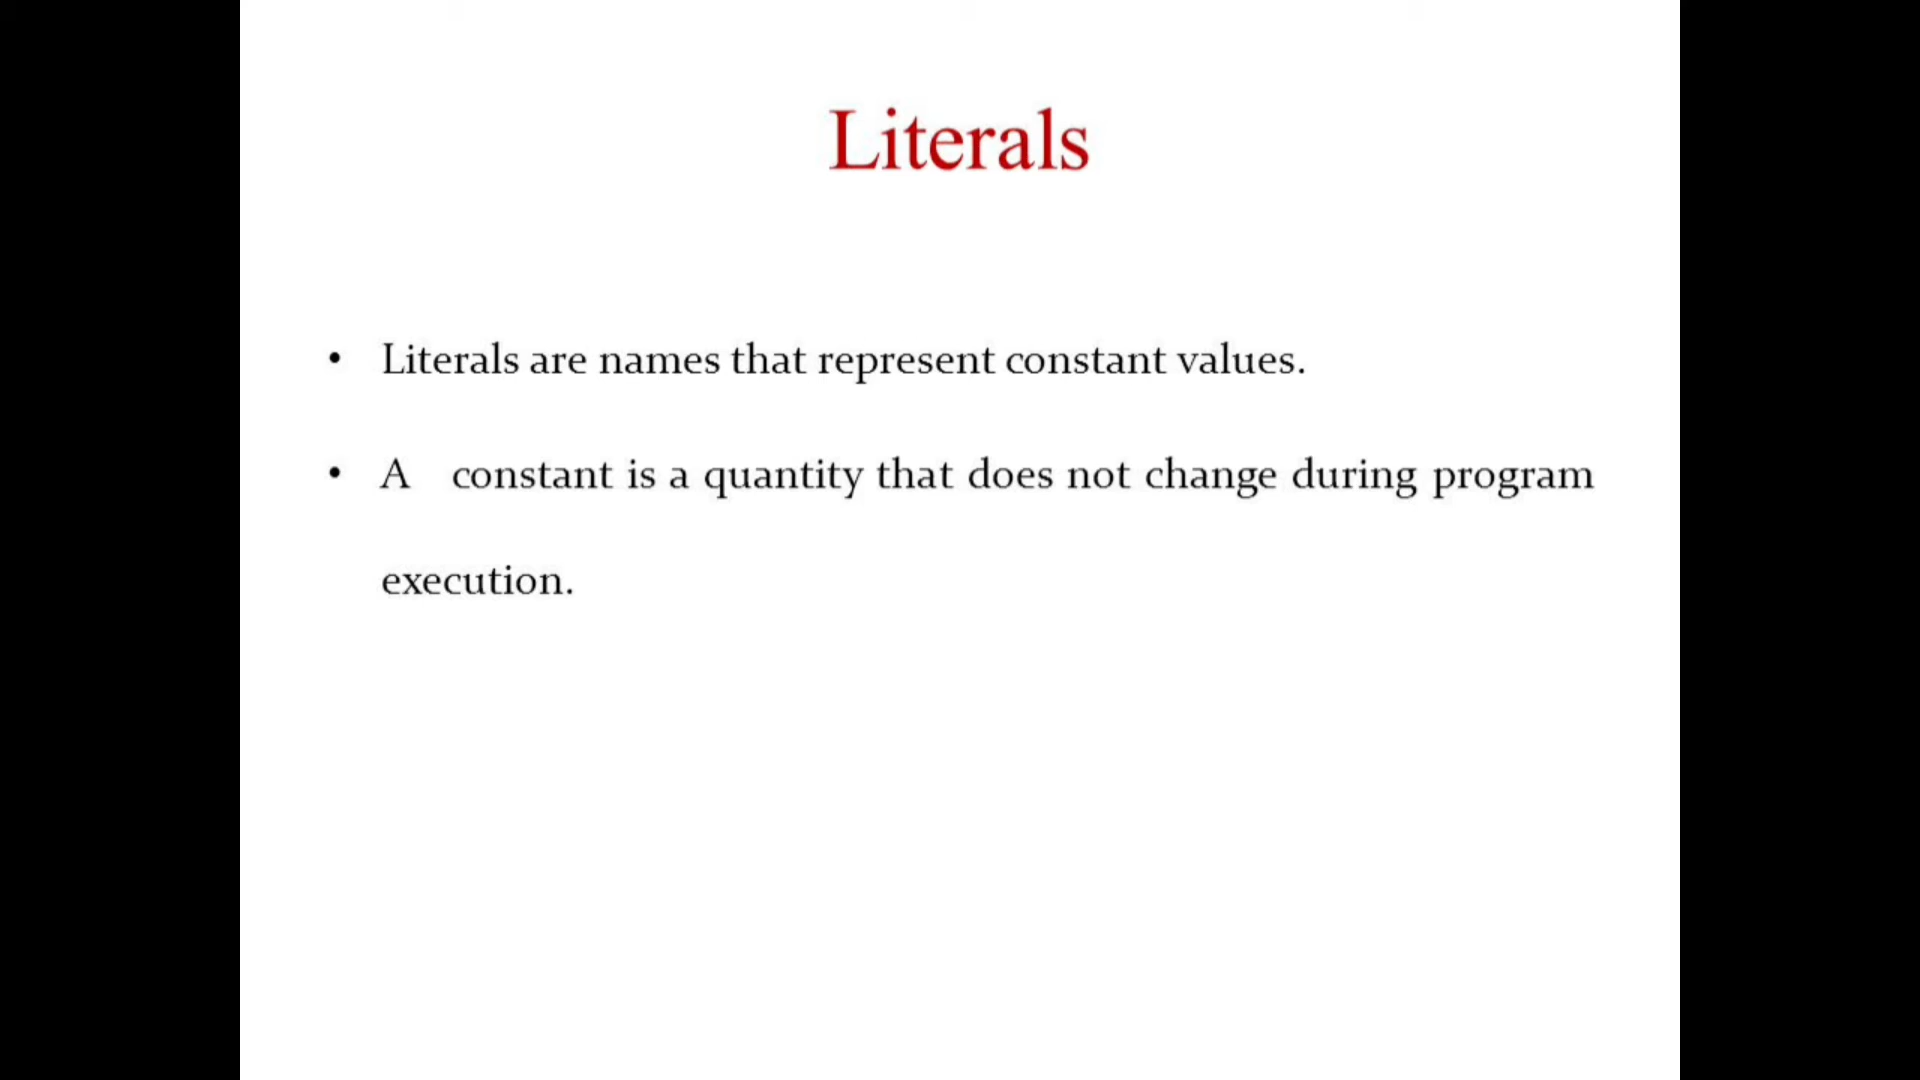 Literals
• Literals are names that represent constant values.
• A constant is a quantity that does not change during program
execution.